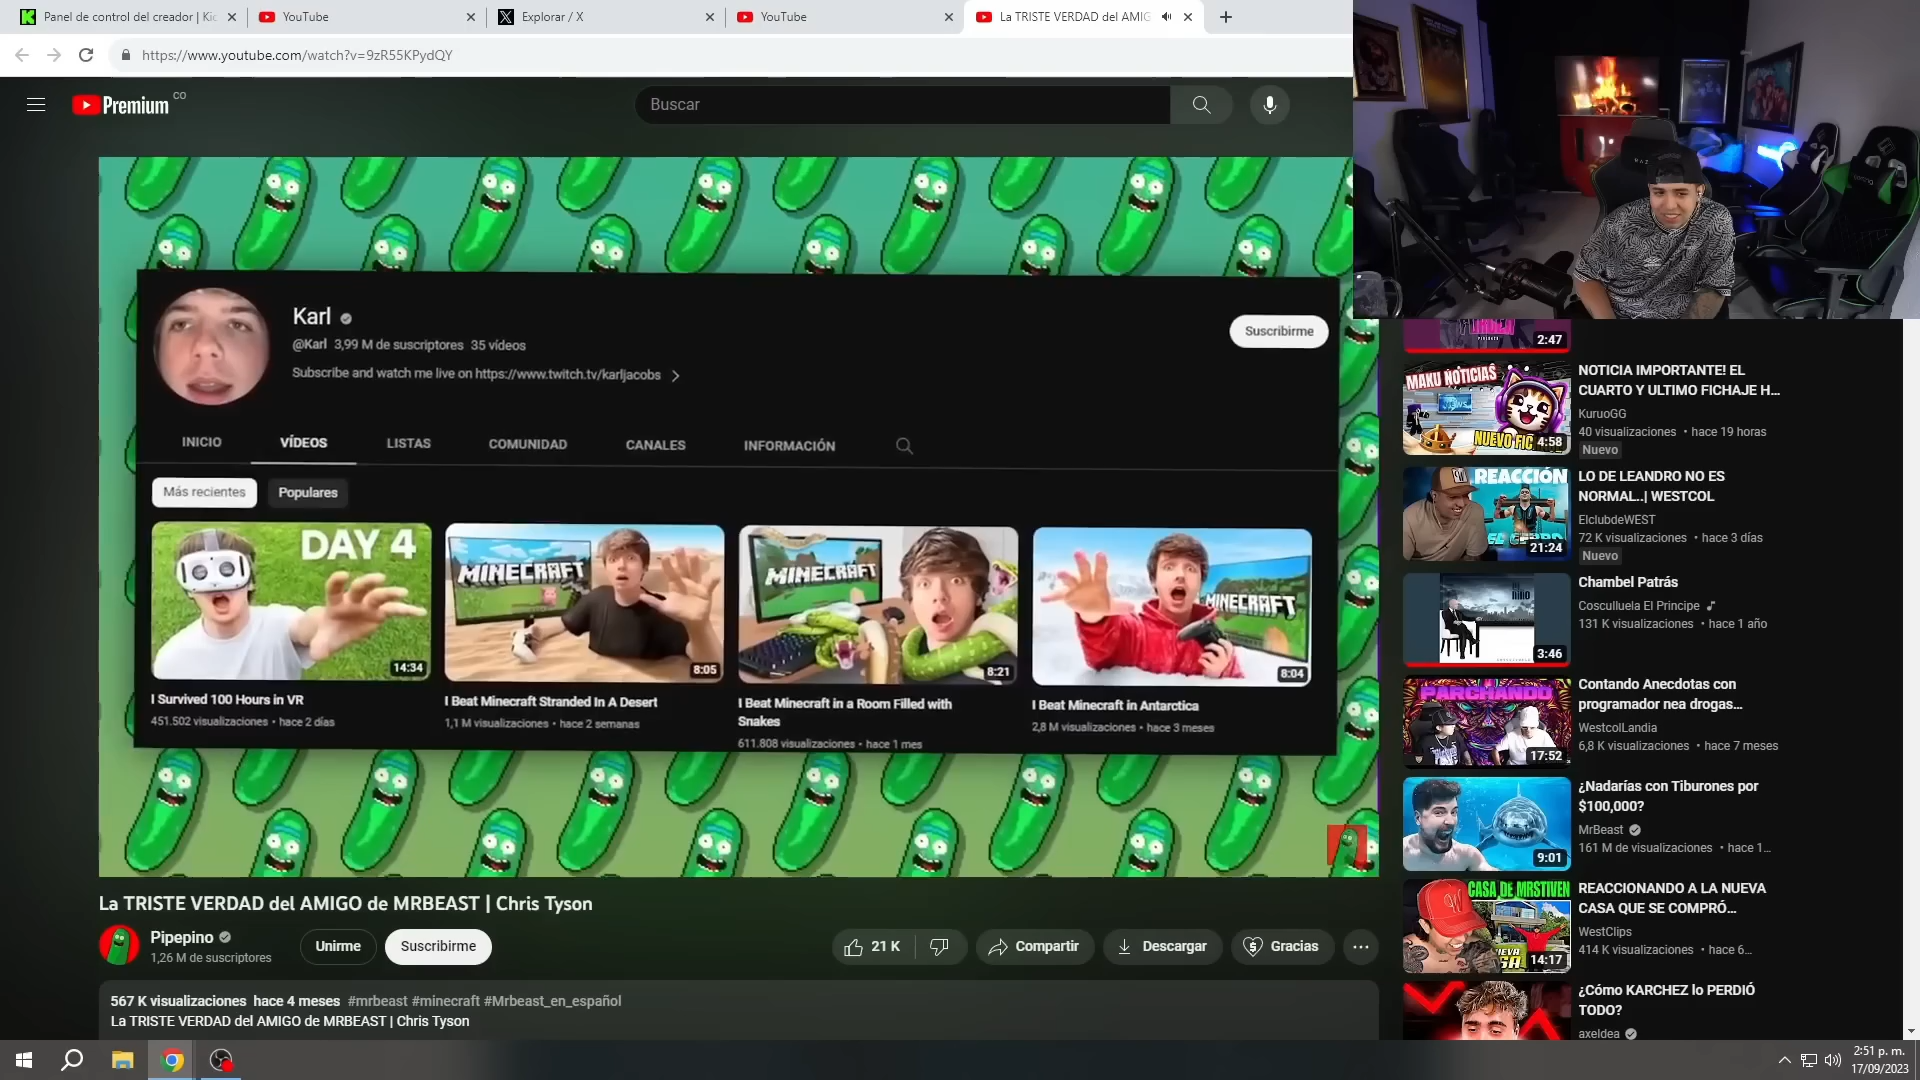 Panel de control del creador | Kic
YouTube
Explorar / X
YouTube
La TRISTE VERDAD del AMIG
https://www.youtube.com/watch?v=9zR55KPydQY
Premium CO
Buscar
Karl
@Karl 3,99 M de suscriptores 35 vídeos
Subscribe and watch me live on https://www.twitch.tv/karljacobs
Suscribirme
INICIO VÍDEOS LISTAS COMUNIDAD CANALES INFORMACIÓN
Más recientes Populares
DAY 4
14:34
I Survived 100 Hours in VR
451.502 visualizaciones • hace 2 días
MINECRAFT
8:05
I Beat Minecraft Stranded In A Desert
1,1 M visualizaciones • hace 2 semanas
MINECRAFT
8:21
I Beat Minecraft in a Room Filled with
Snakes
611.808 visualizaciones • hace 1 mes
MINECRAFT
8:04
I Beat Minecraft in Antarctica
2,8 M visualizaciones • hace 3 meses
La TRISTE VERDAD del AMIGO de MRBEAST | Chris Tyson
Pipepino
1,26 M de suscriptores
Unirme
Suscribirme
21 K
Compartir
Descargar
Gracias
567 K visualizaciones hace 4 meses #mrbeast #minecraft #Mrbeast_en_español
La TRISTE VERDAD del AMIGO de MRBEAST | Chris Tyson
2:47
MAKU NOTICIAS
NEWS
NUEVO FIC
4:58
NOTICIA IMPORTANTE! EL
CUARTO Y ULTIMO FICHAJE H...
KuruoGG
40 visualizaciones • hace 19 horas
Nuevo
REACCIÓN
21:24
LO DE LEANDRO NO ES
NORMAL..| WESTCOL
ElclubdeWEST
72 K visualizaciones • hace 3 días
Nuevo
3:46
Chambel Patrás
Cosculluela El Principe
131 K visualizaciones • hace 1 año
PARCHANDO
17:52
Contando Anecdotas con
programador nea drogas...
WestcolLandia
6,8 K visualizaciones • hace 7 meses
9:01
¿Nadarías con Tiburones por
$100,000?
MrBeast
161 M de visualizaciones • hace 1...
CASA DE MRSTIVEN
14:17
REACCIONANDO A LA NUEVA
CASA QUE SE COMPRÓ...
WestClips
414 K visualizaciones • hace 6...
¿Cómo KARCHEZ lo PERDIÓ
TODO?
axeldea
2:51 p. m.
17/09/2023